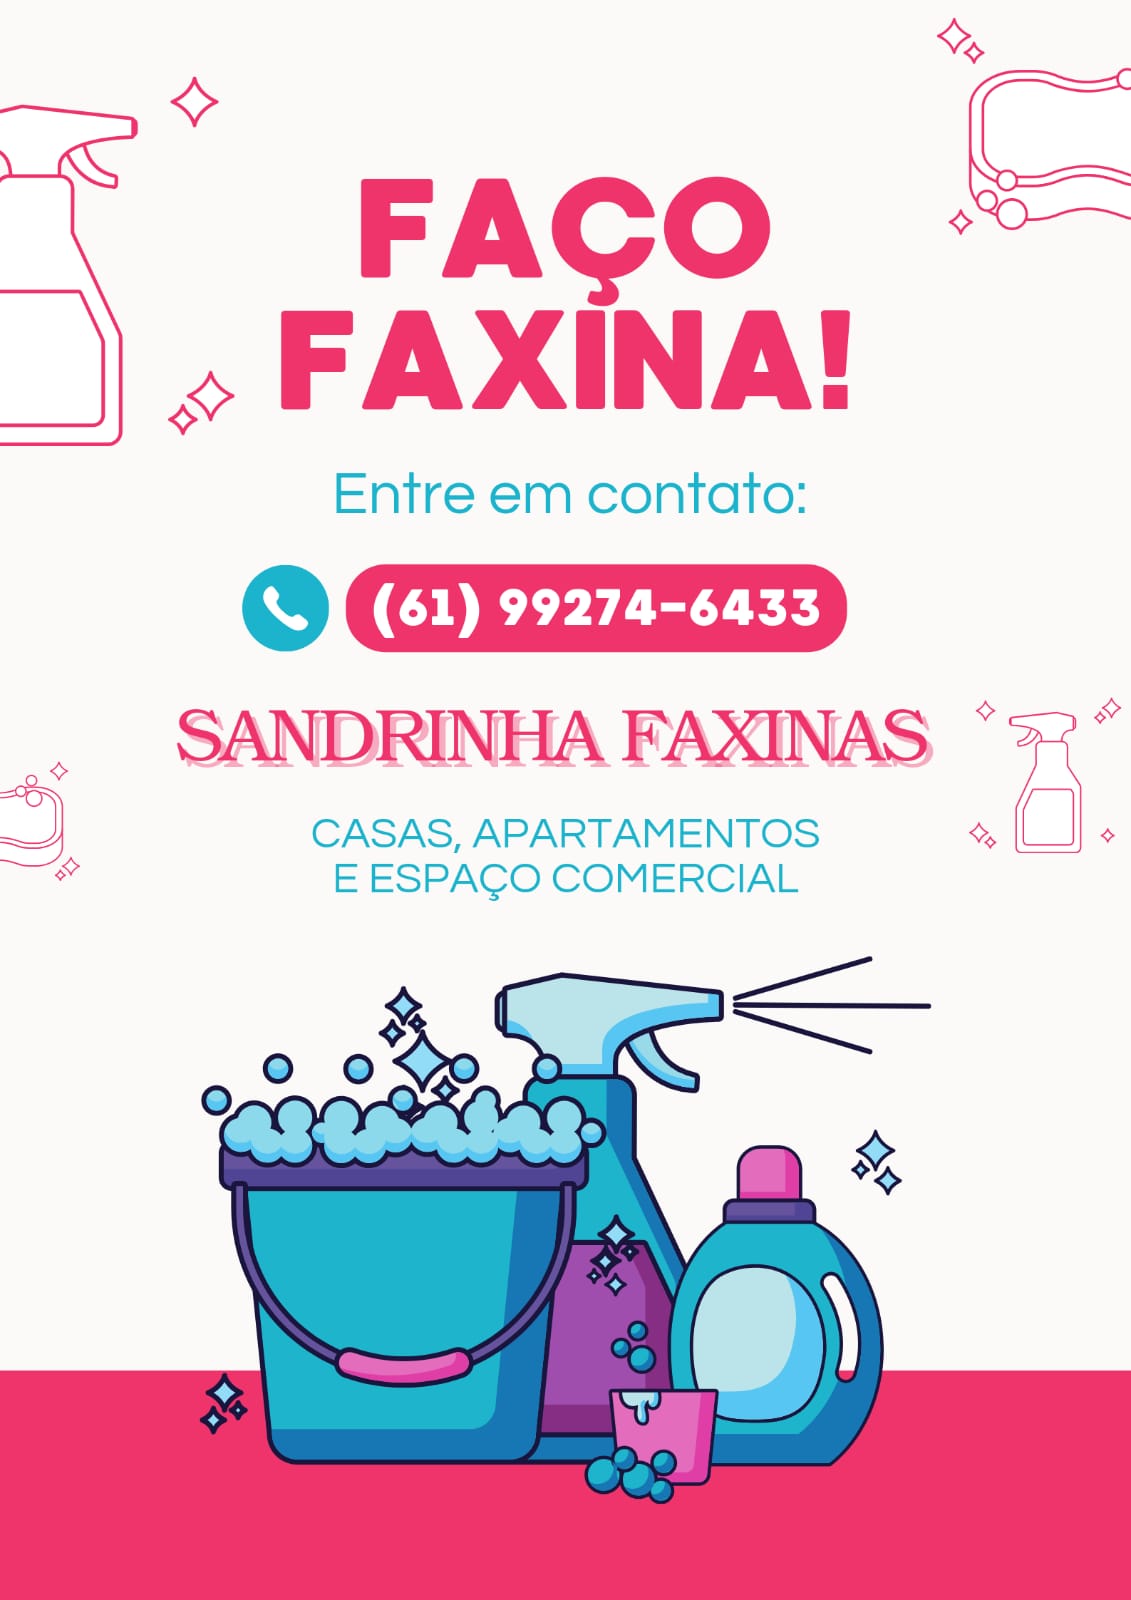 FAÇO
FAXINA!
Entre em contato:
(61) 99274-6433
SANDRINHA FAXINAS
CASAS, APARTAMENTOS
E ESPAÇO COMERCIAL